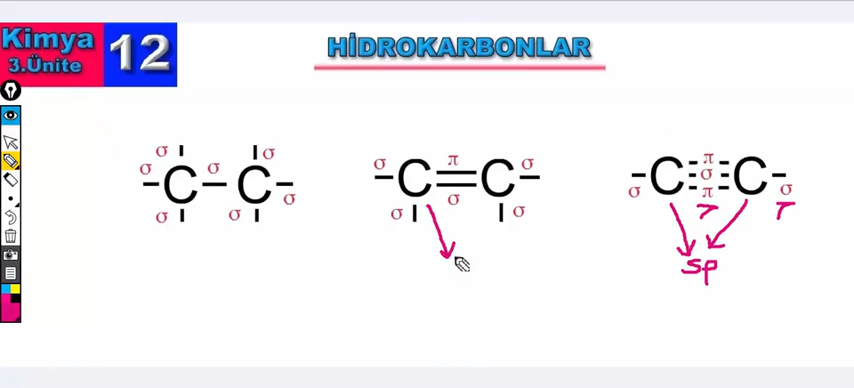 Kimya 12
3.Ünite
HİDROKARBONLAR
σ σ π σ π
σ σ σ σ σ
C C C C C C
σ σ σ σ π σ
σ σ σ σ
sp